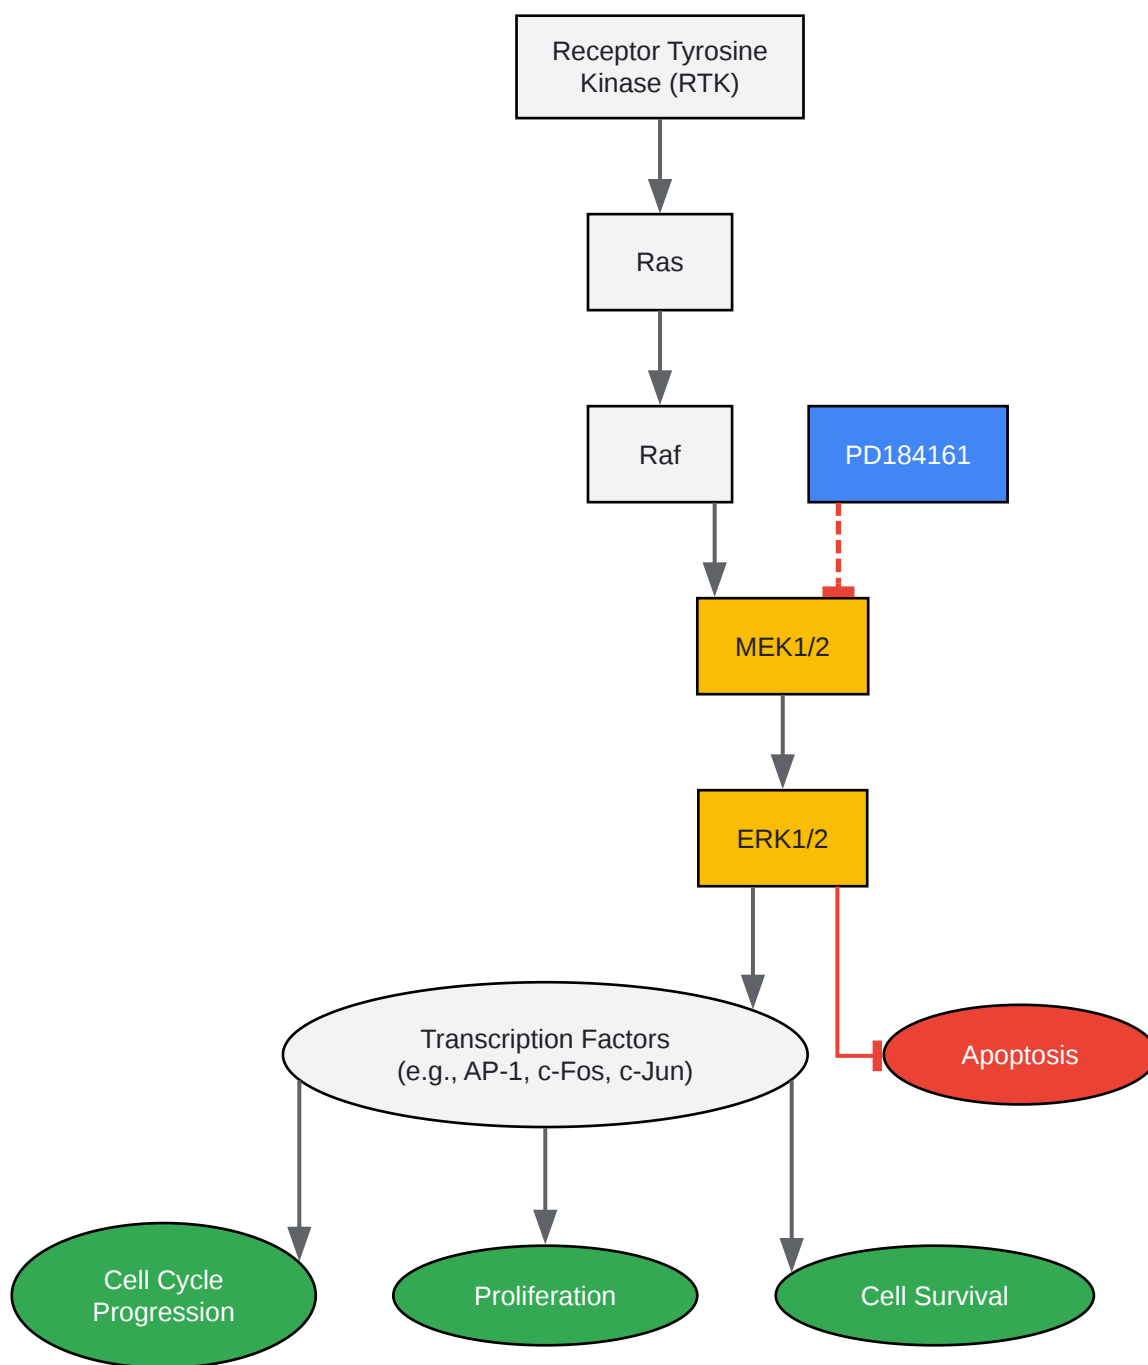 Receptor Tyrosine
Kinase (RTK)
Ras
Raf
PD184161
MEK1/2
ERK1/2
Transcription Factors
(e.g., AP-1, c-Fos, c-Jun)
Apoptosis
Cell Cycle
Progression
Proliferation
Cell Survival